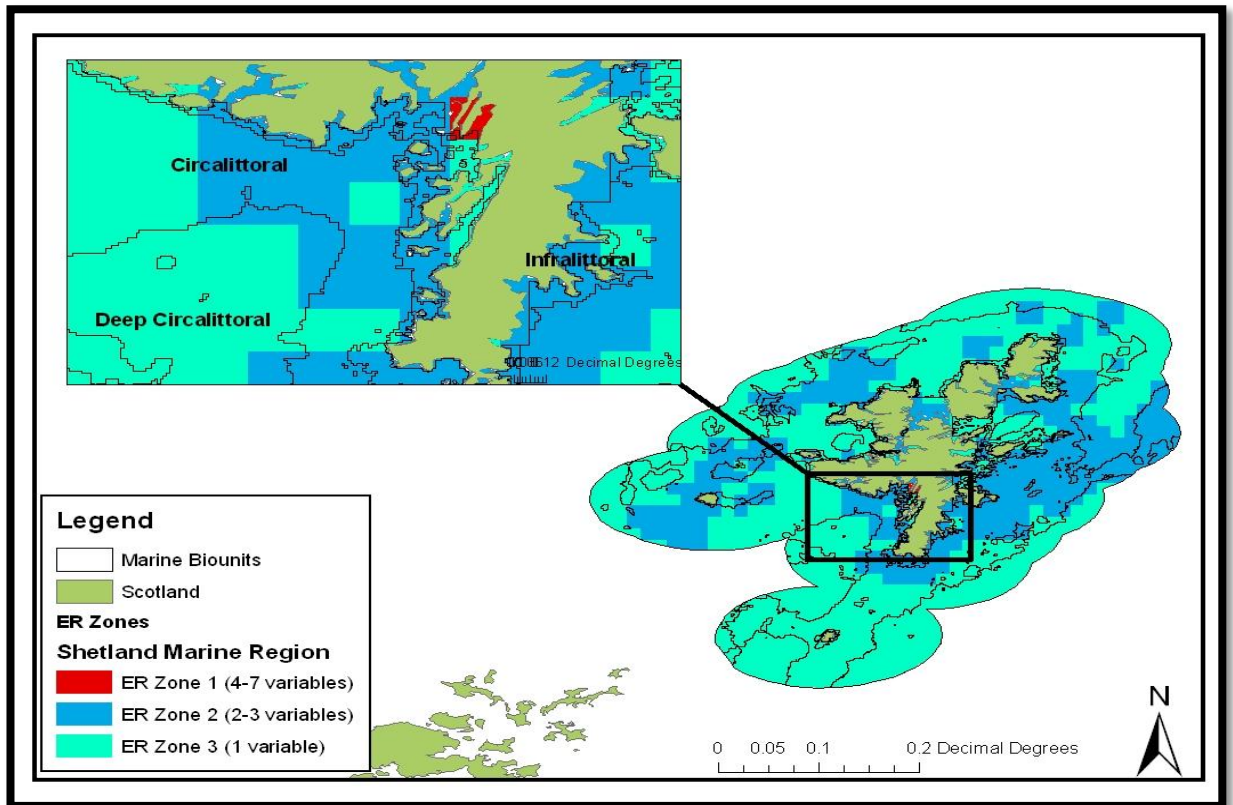 Circalittoral
Infralittoral
Deep Circalittoral
Decimal Degrees
Legend
Marine Biounits
Scotland
ER Zones
Shetland Marine Region
ER Zone 1 (4-7 variables)
ER Zone 2 (2-3 variables)
ER Zone 3 (1 variable)
N
0 0.05 0.1 0.2 Decimal Degrees